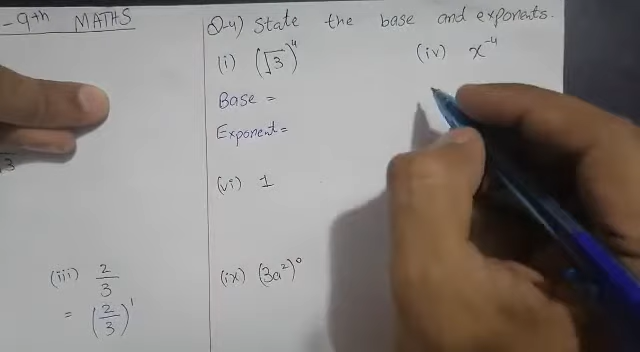 - 9th MATHS
Q-4) State the base and exponents.
(i) (√3)⁴
(iv) x⁻⁴
Base =
Exponent =
3
(vi) 1
(iii) 2/3
= (2/3)¹
(ix) (3a²)⁰